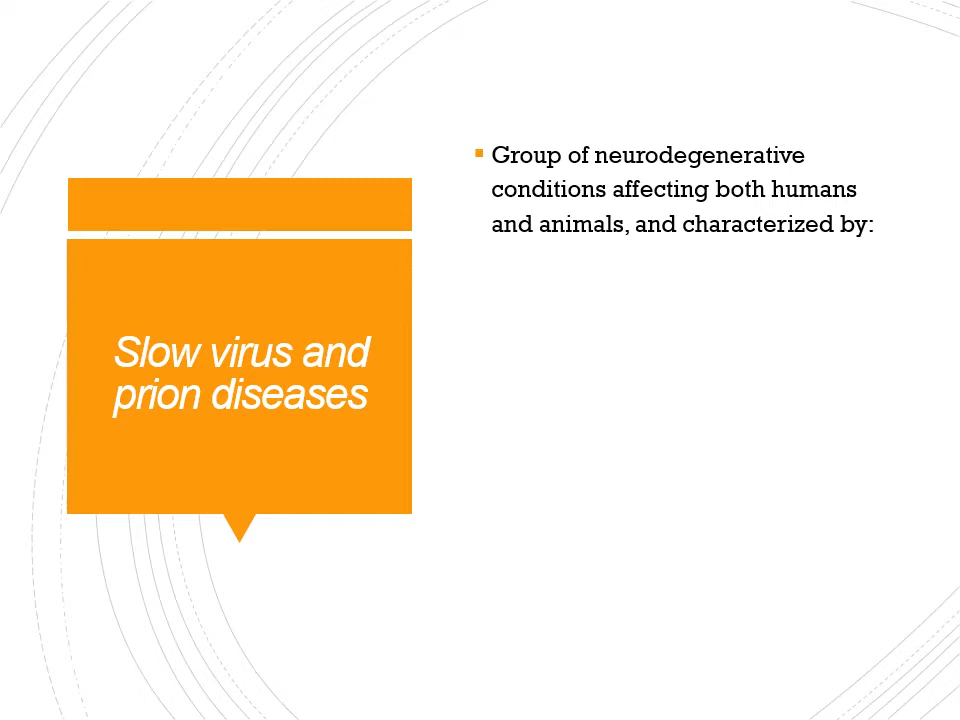 Slow virus and
prion diseases
Group of neurodegenerative
conditions affecting both humans
and animals, and characterized by: